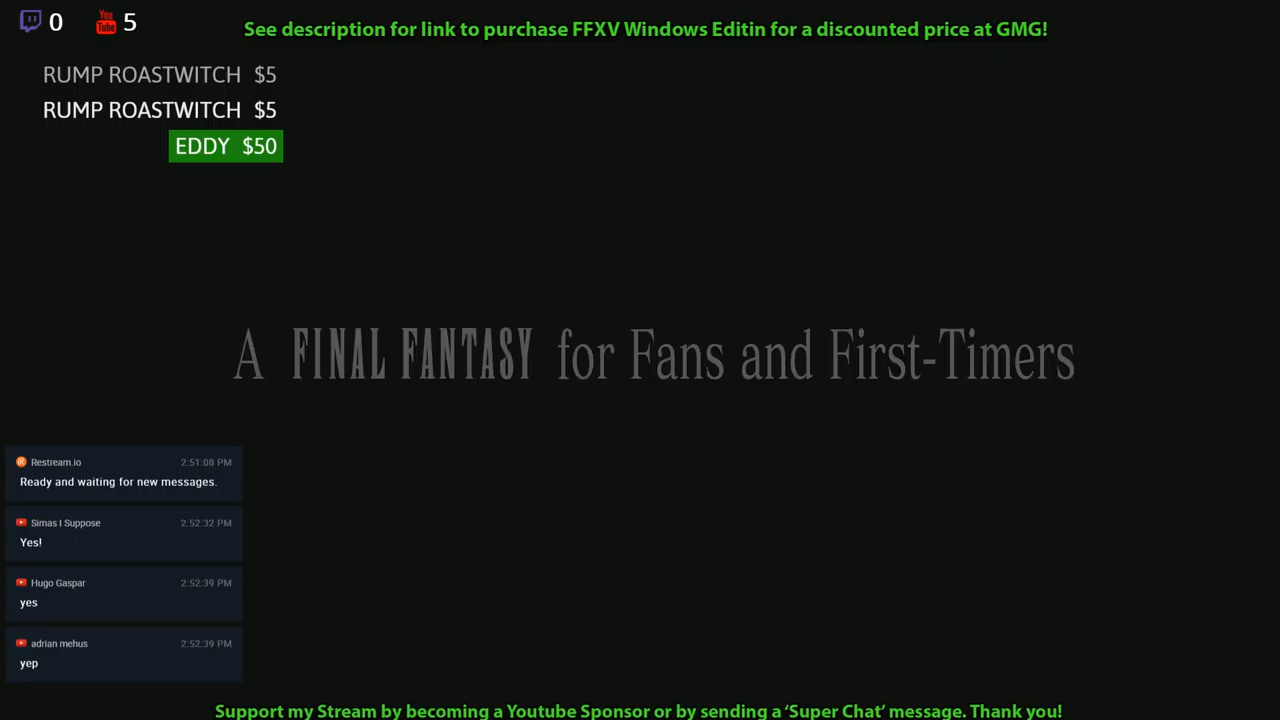 0 You Tube 5
See description for link to purchase FFXV Windows Editin for a discounted price at GMG!
RUMP ROASTWITCH $5
RUMP ROASTWITCH $5
EDDY $50
A FINAL FANTASY for Fans and First-Timers
Restream.io 2:51:08 PM
Ready and waiting for new messages.
Simas I Suppose 2:52:32 PM
Yes!
Hugo Gaspar 2:52:39 PM
yes
adrian mehus 2:52:39 PM
yep
Support my Stream by becoming a Youtube Sponsor or by sending a ‘Super Chat’ message. Thank you!